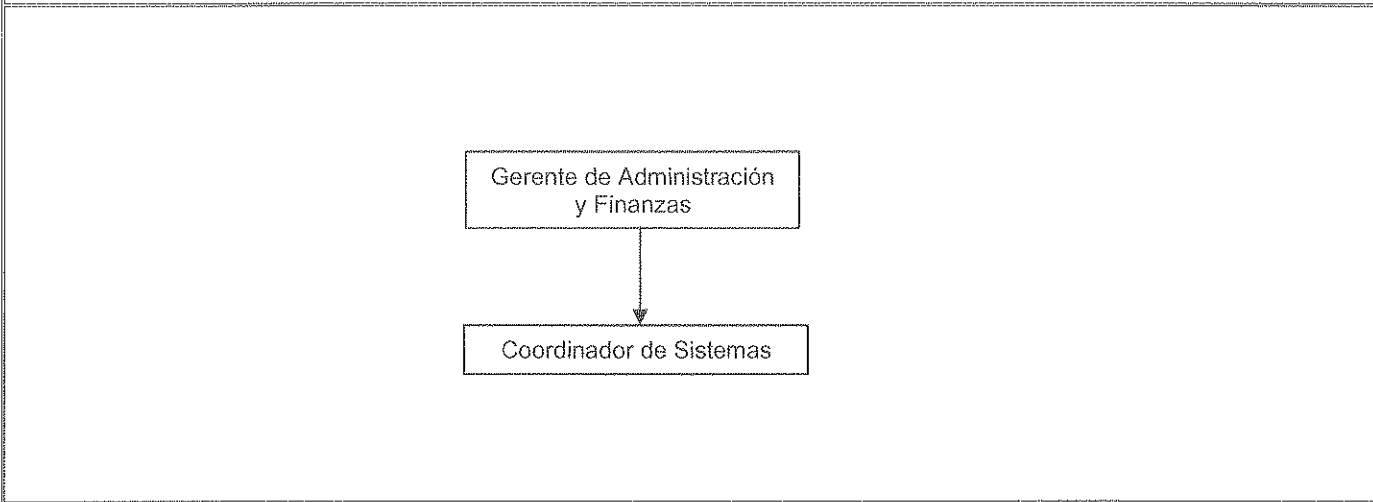 Gerente de Administración
y Finanzas
Coordinador de Sistemas